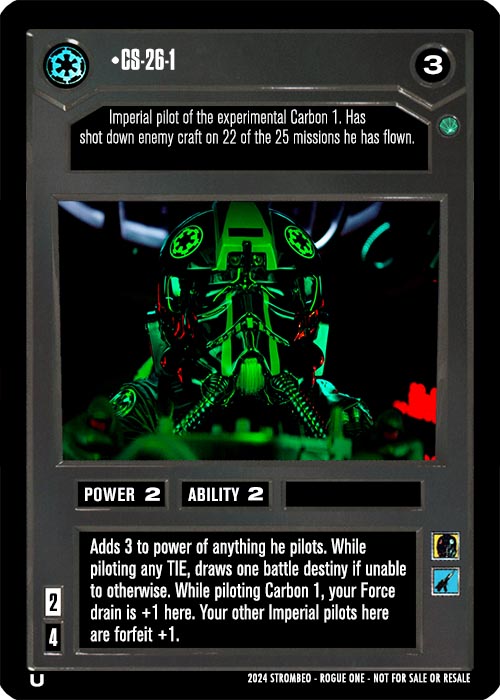 •CS-26-1
3
Imperial pilot of the experimental Carbon 1. Has
shot down enemy craft on 22 of the 25 missions he has flown.
POWER 2 ABILITY 2
Adds 3 to power of anything he pilots. While
piloting any TIE, draws one battle destiny if unable
to otherwise. While piloting Carbon 1, your Force
drain is +1 here. Your other Imperial pilots here
are forfeit +1.
2
4
U
2024 STROMBEO - ROGUE ONE - NOT FOR SALE OR RESALE